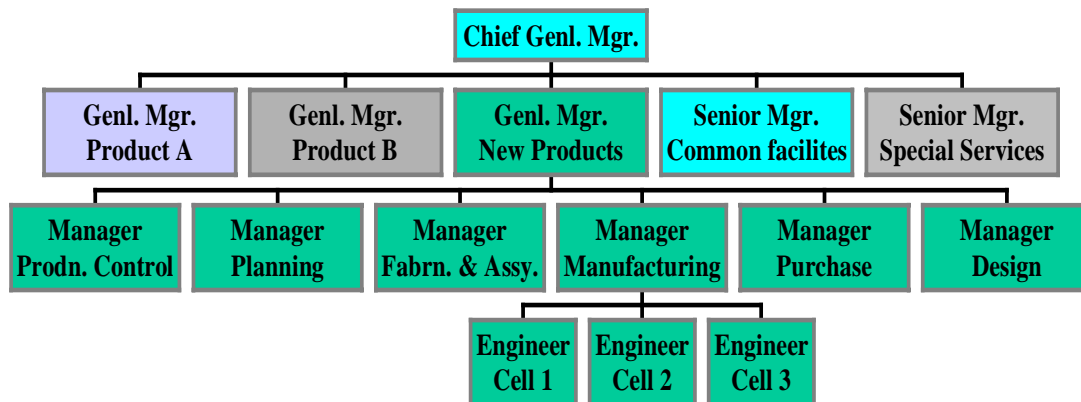 Chief Genl. Mgr.
Genl. Mgr.
Product A
Genl. Mgr.
Product B
Genl. Mgr.
New Products
Senior Mgr.
Common facilites
Senior Mgr.
Special Services
Manager
Prodn. Control
Manager
Planning
Manager
Fabrn. & Assy.
Manager
Manufacturing
Manager
Purchase
Manager
Design
Engineer
Cell 1
Engineer
Cell 2
Engineer
Cell 3